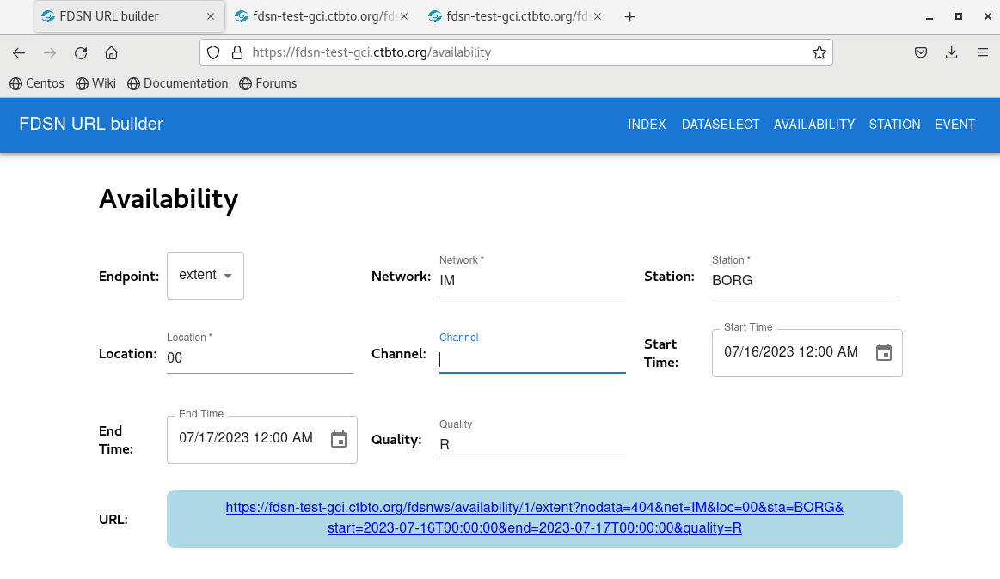 FDSN URL builder
fdsn-test-gci.ctbto.org/fds
fdsn-test-gci.ctbto.org/fds
https://fdsn-test-gci.ctbto.org/availability
Centos Wiki Documentation Forums
FDSN URL builder INDEX DATASELECT AVAILABILITY STATION EVENT
Availability
Endpoint: extent
Network: Network * IM
Station: Station * BORG
Location: Location * 00
Channel: Channel
Start Time: Start Time 07/16/2023 12:00 AM
End Time: End Time 07/17/2023 12:00 AM
Quality: Quality R
URL: https://fdsn-test-gci.ctbto.org/fdsnws/availability/1/extent?nodata=404&net=IM&loc=00&sta=BORG&
start=2023-07-16T00:00:00&end=2023-07-17T00:00:00&quality=R